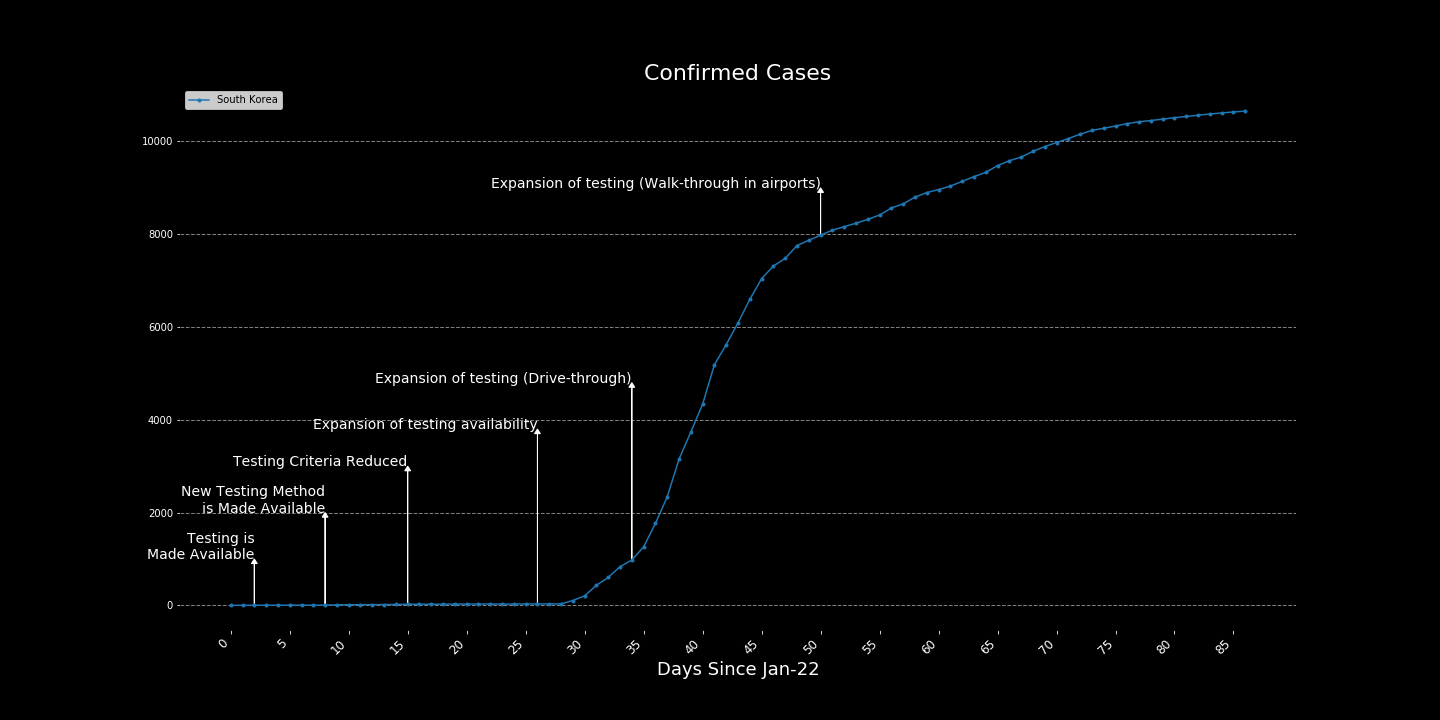 Confirmed Cases
South Korea
10000
Expansion of testing (Walk-through in airports)
8000
6000
Expansion of testing (Drive-through)
4000
Expansion of testing availability
Testing Criteria Reduced
New Testing Method
is Made Available
2000
Testing is
Made Available
0
0 5 10 15 20 25 30 35 40 45 50 55 60 65 70 75 80 85
Days Since Jan-22